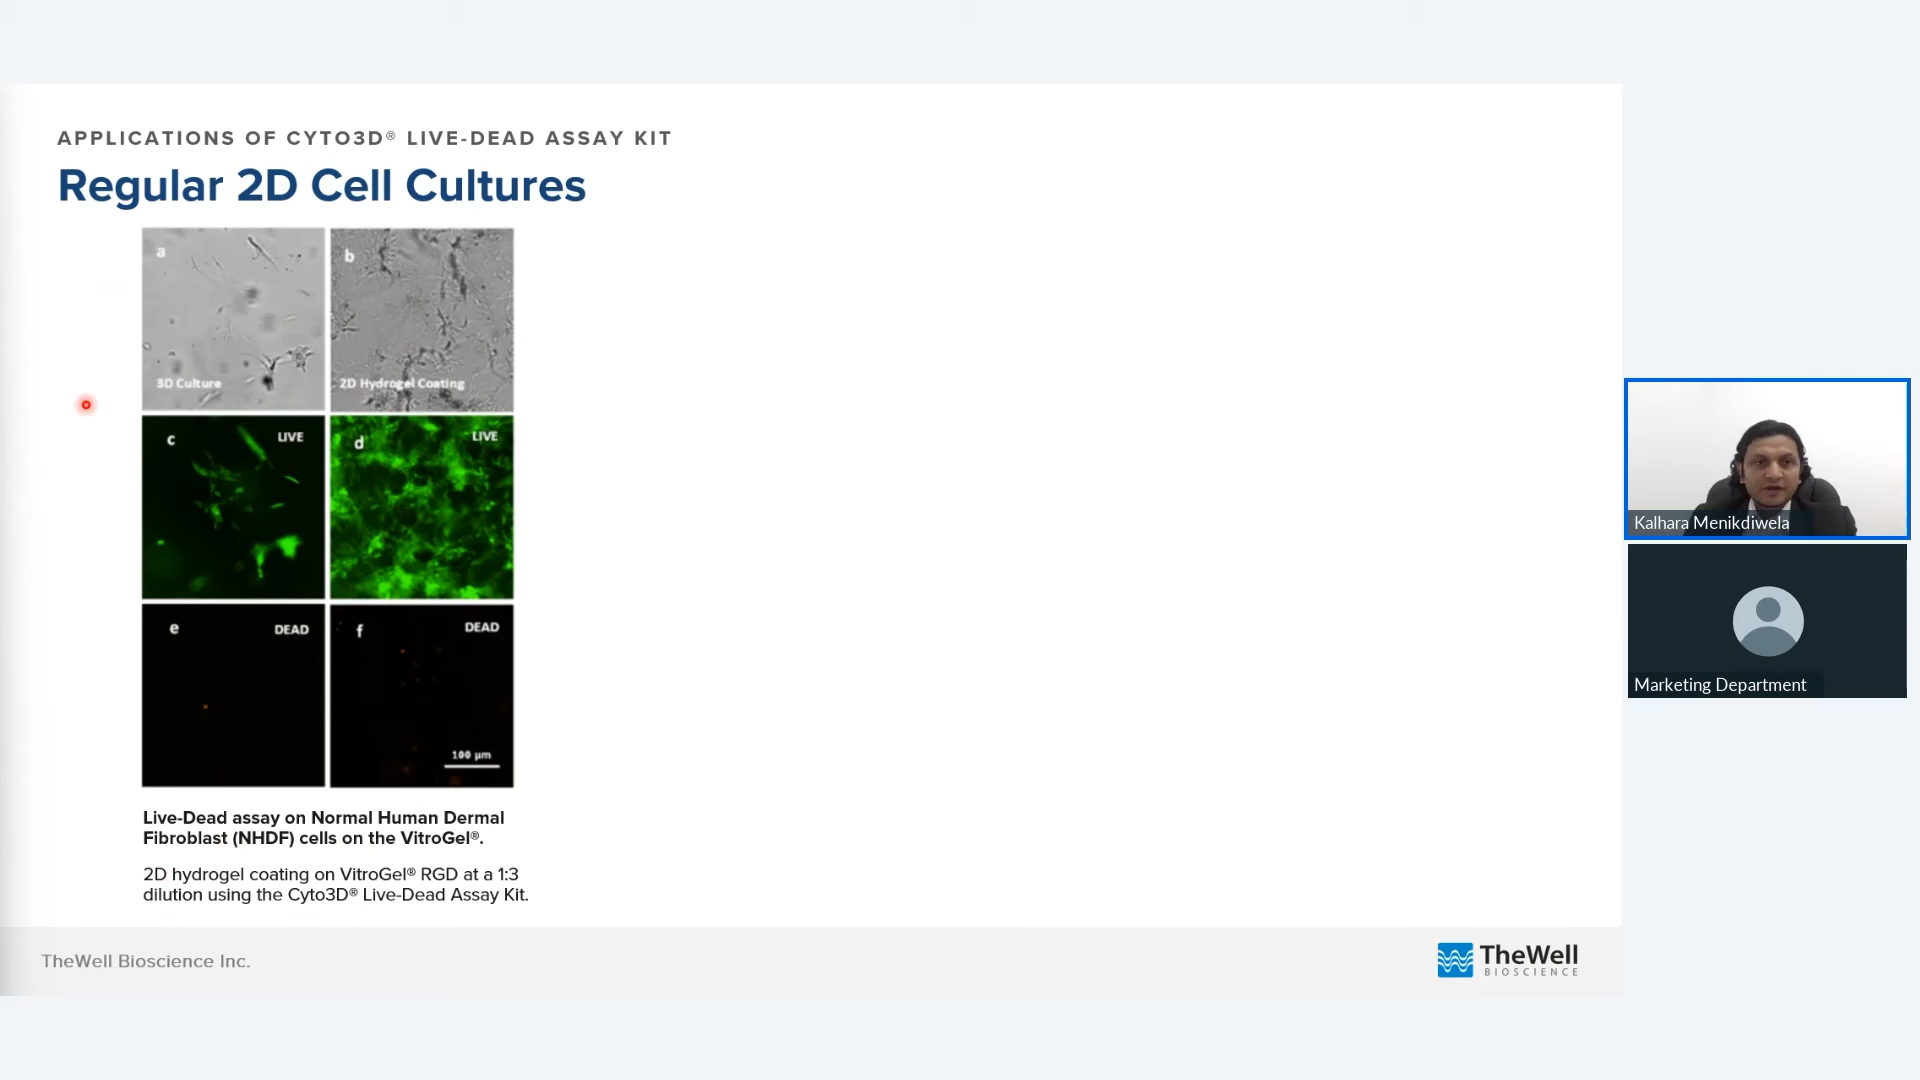 APPLICATIONS OF CYTO3D® LIVE-DEAD ASSAY KIT
Regular 2D Cell Cultures
a
3D Culture
b
2D Hydrogel Coating
c LIVE
d LIVE
e DEAD
f DEAD
100 µm
Live-Dead assay on Normal Human Dermal
Fibroblast (NHDF) cells on the VitroGel®.
2D hydrogel coating on VitroGel® RGD at a 1:3
dilution using the Cyto3D® Live-Dead Assay Kit.
TheWell Bioscience Inc.
TheWell
BIOSCIENCE
Kalhara Menikdiwela
Marketing Department